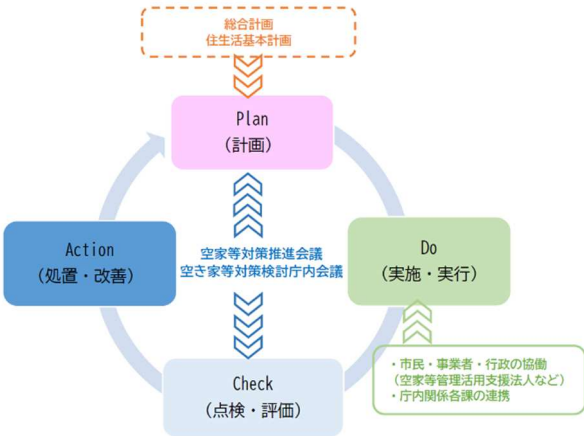 総合計画
住生活基本計画
Plan
（計画）
Action
（処置・改善）
空家等対策推進会議
空き家等対策検討庁内会議
Do
（実施・実行）
・市民・事業者・行政の協働
（空家等管理活用支援法人など）
・庁内関係各課の連携
Check
（点検・評価）